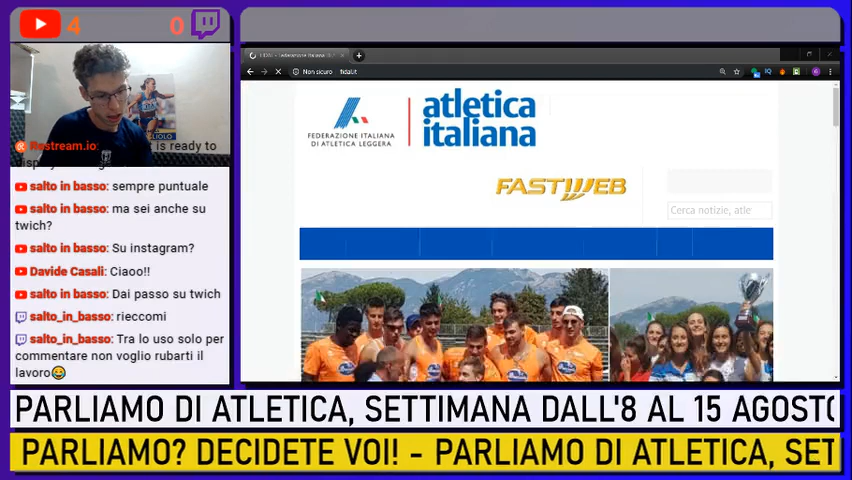 4
0
FIDAL - Federazione Italiana
Non sicuro
fidal.it
FEDERAZIONE ITALIANA
DI ATLETICA LEGGERA
atletica
italiana
FASTWEB
Cerca notizie, atle
Restream.io:
is ready to
salto in basso: sempre puntuale
salto in basso: ma sei anche su
twich?
salto in basso: Su instagram?
Davide Casali: Ciaoo!!
salto in basso: Dai passo su twich
salto_in_basso: rieccomi
salto_in_basso: Tra lo uso solo per
commentare non voglio rubarti il
lavoro😂
PARLIAMO DI ATLETICA, SETTIMANA DALL'8 AL 15 AGOSTO
PARLIAMO? DECIDETE VOI! - PARLIAMO DI ATLETICA, SET